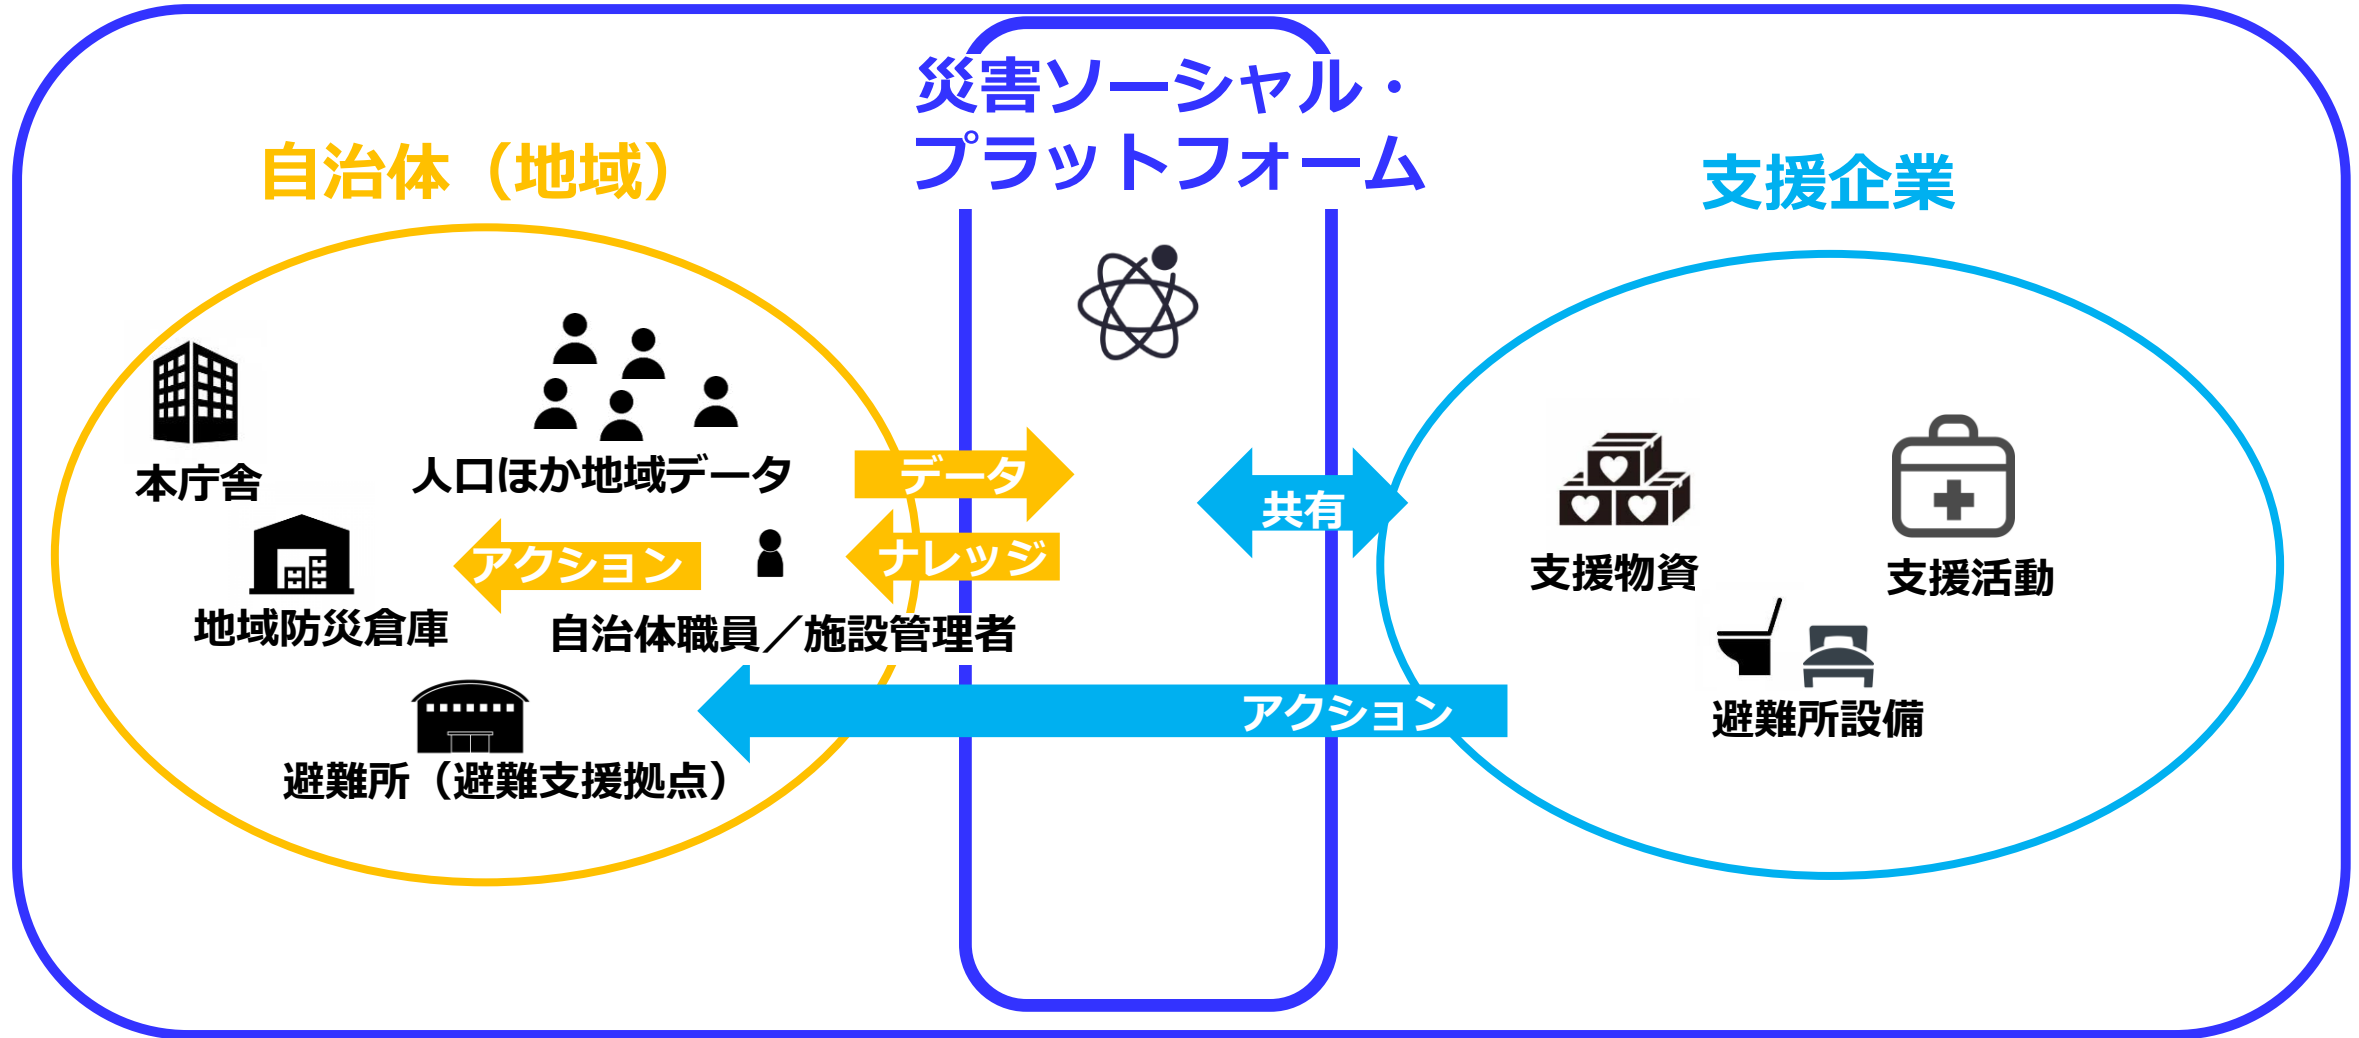 災害ソーシャル・
プラットフォーム
自治体（地域）
支援企業
本庁舎
人口ほか地域データ
データ
共有
アクション
ナレッジ
地域防災倉庫
自治体職員／施設管理者
支援物資
支援活動
アクション
避難所設備
避難所（避難支援拠点）